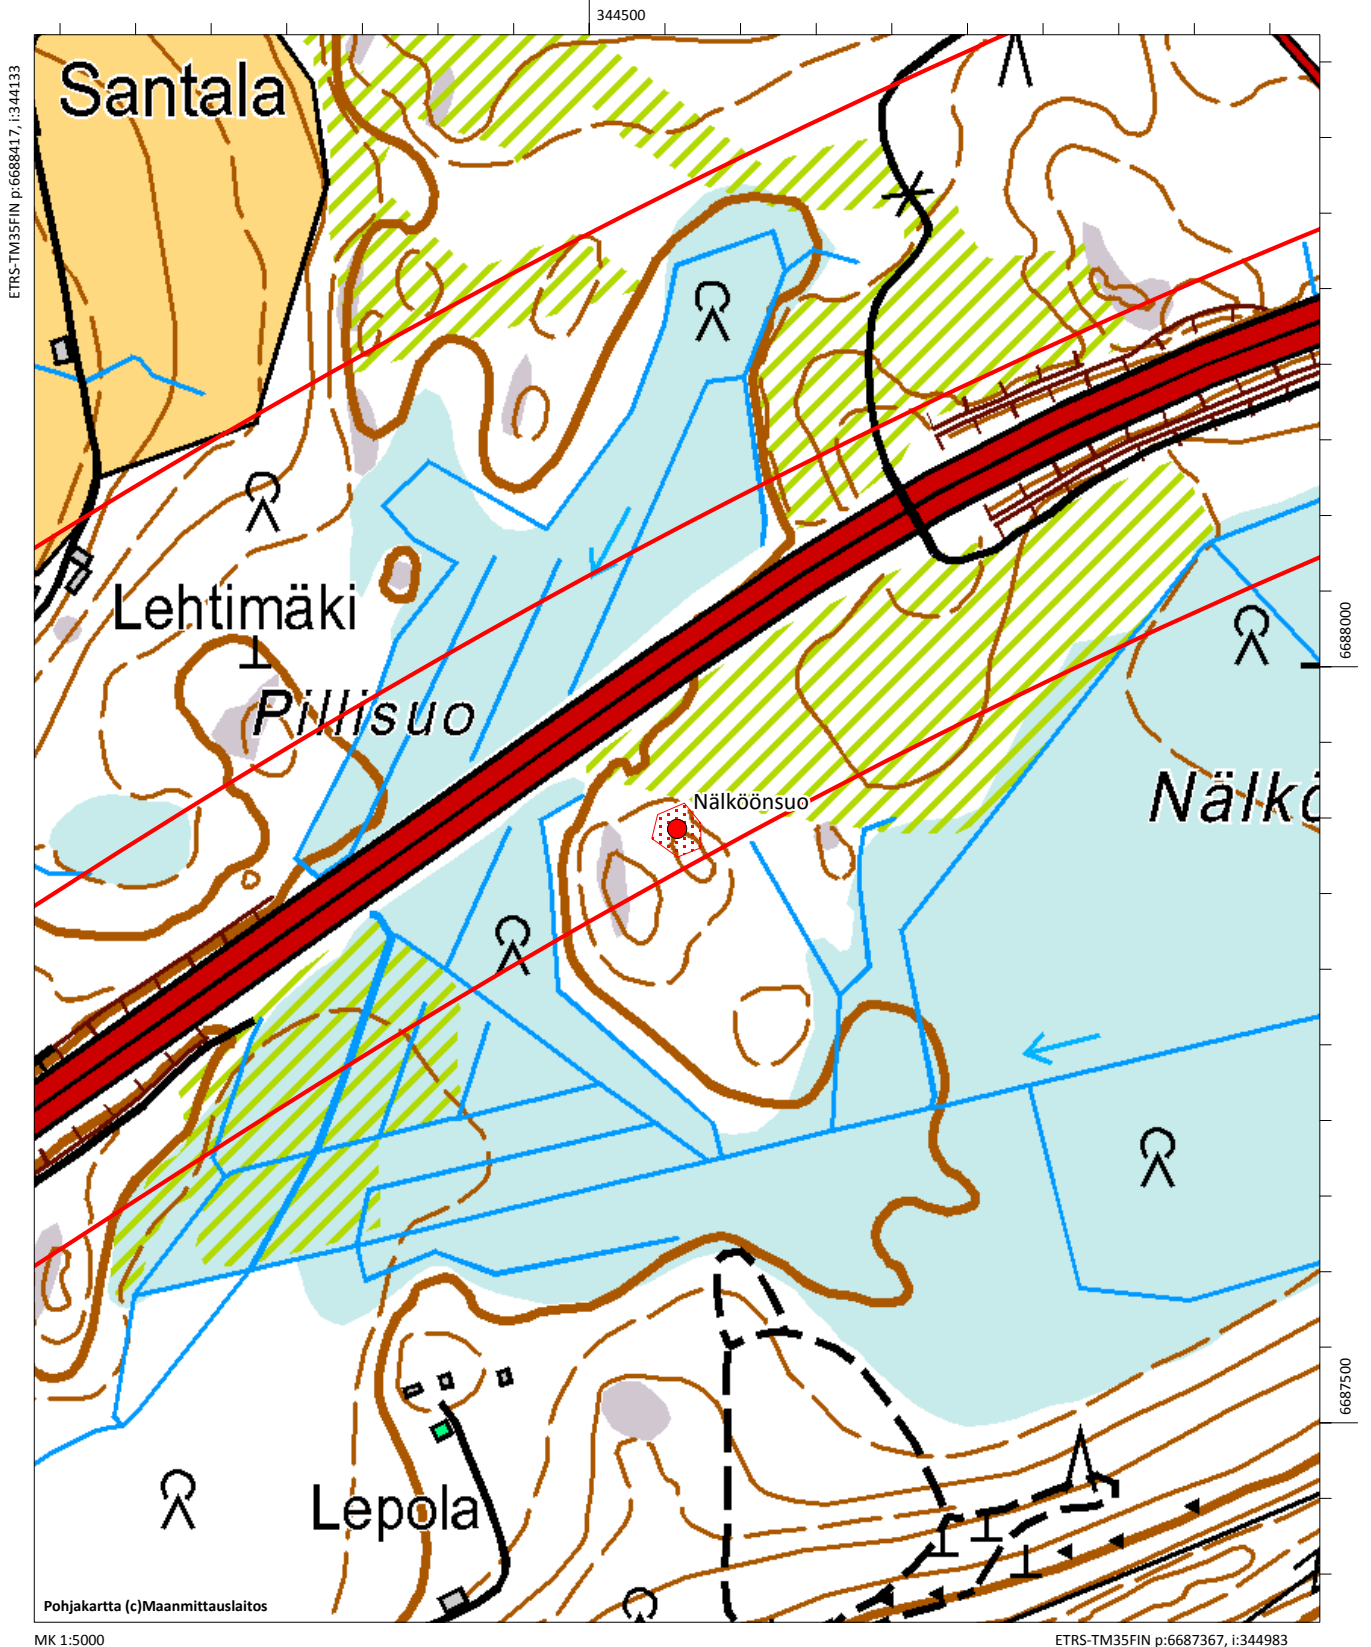 344500
ETRS-TM35FIN p:6688417, i:344133
Santala
Lehtimäki
6688000
Pillisuo
Nälkö
Nälköönsuo
6687500
Lepola
Pohjakartta (c)Maanmittauslaitos
MK 1:5000
ETRS-TM35FIN p:6687367, i:344983